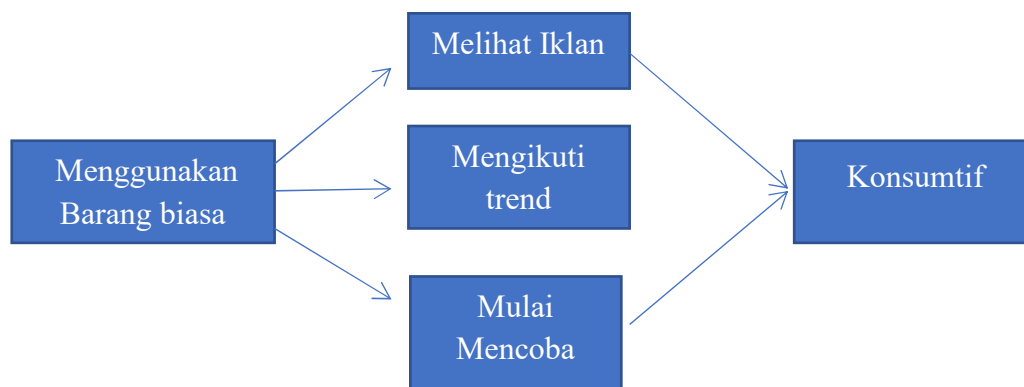 Menggunakan
Barang biasa
Melihat Iklan
Mengikuti
trend
Mulai
Mencoba
Konsumtif